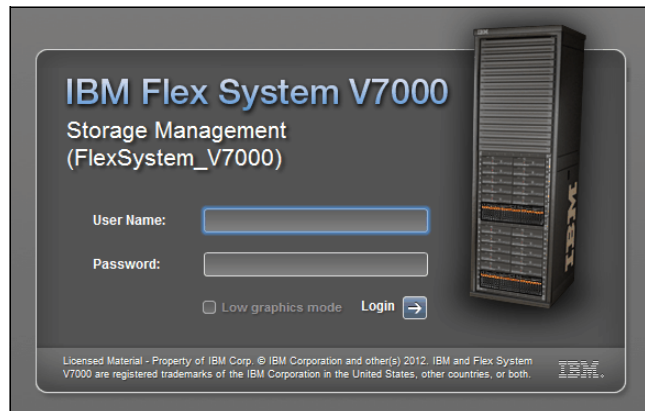 IBM Flex System V7000
Storage Management
(FlexSystem_V7000)
User Name:
Password:
Low graphics mode Login
Licensed Material - Property of IBM Corp. © IBM Corporation and other(s) 2012. IBM and Flex System
V7000 are registered trademarks of the IBM Corporation in the United States, other countries, or both.
IBM.
IBM